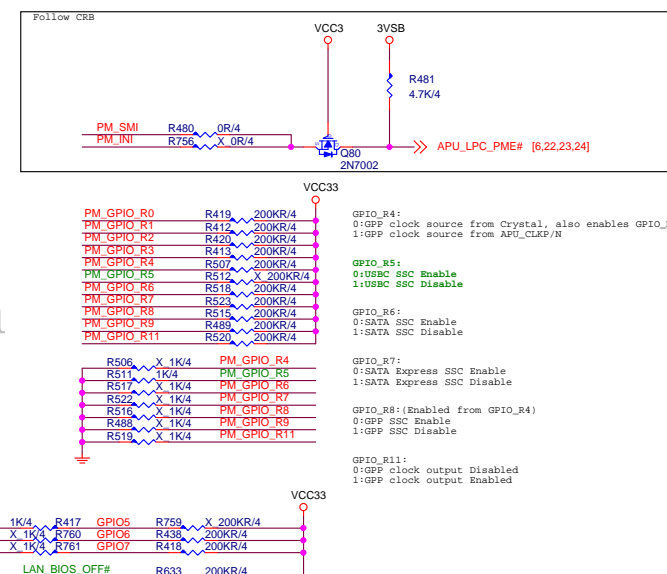 Follow CRB
VCC3 3VSB
R481
4.7K/4
PM_SMI R480 0R/4
PM_INI R756 X_0R/4
APU_LPC_PME# [6,22,23,24]
Q80
2N7002
VCC33
PM_GPIO_R0 R419 200KR/4
PM_GPIO_R1 R412 200KR/4
PM_GPIO_R2 R420 200KR/4
PM_GPIO_R3 R413 200KR/4
PM_GPIO_R4 R507 200KR/4
PM_GPIO_R5 R512 X_200KR/4
PM_GPIO_R6 R518 200KR/4
PM_GPIO_R7 R523 200KR/4
PM_GPIO_R8 R515 200KR/4
PM_GPIO_R9 R489 200KR/4
PM_GPIO_R11 R520 200KR/4
GPIO_R4:
0:GPP clock source from Crystal, also enables GPIO_
1:GPP clock source from APU_CLKP/N
GPIO_R5:
0:USBC SSC Enable
1:USBC SSC Disable
GPIO_R6:
0:SATA SSC Enable
1:SATA SSC Disable
GPIO_R7:
0:SATA Express SSC Enable
1:SATA Express SSC Disable
GPIO_R8:(Enabled from GPIO_R4)
0:GPP SSC Enable
1:GPP SSC Disable
GPIO_R11:
0:GPP clock output Disabled
1:GPP clock output Enabled
R506 X_1K/4 PM_GPIO_R4
R511 1K/4 PM_GPIO_R5
R517 X_1K/4 PM_GPIO_R6
R522 X_1K/4 PM_GPIO_R7
R516 X_1K/4 PM_GPIO_R8
R488 X_1K/4 PM_GPIO_R9
R519 X_1K/4 PM_GPIO_R11
VCC33
1K/4 R417 GPIO5 R759 X_200KR/4
X_1K/4 R760 GPIO6 R438 200KR/4
X_1K/4 R761 GPIO7 R418 200KR/4
LAN_BIOS_OFF# R633 200KR/4